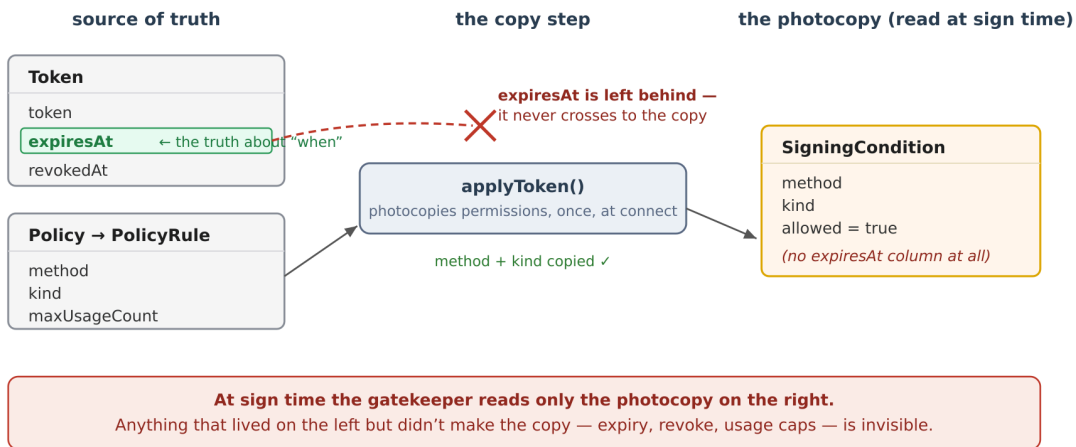 source of truth
the copy step
the photocopy (read at sign time)
Token
token
expiresAt ← the truth about “when”
revokedAt
expiresAt is left behind —
it never crosses to the copy
Policy → PolicyRule
method
kind
maxUsageCount
applyToken()
photocopies permissions, once, at connect
method + kind copied ✓
SigningCondition
method
kind
allowed = true
(no expiresAt column at all)
At sign time the gatekeeper reads only the photocopy on the right.
Anything that lived on the left but didn’t make the copy — expiry, revoke, usage caps — is invisible.